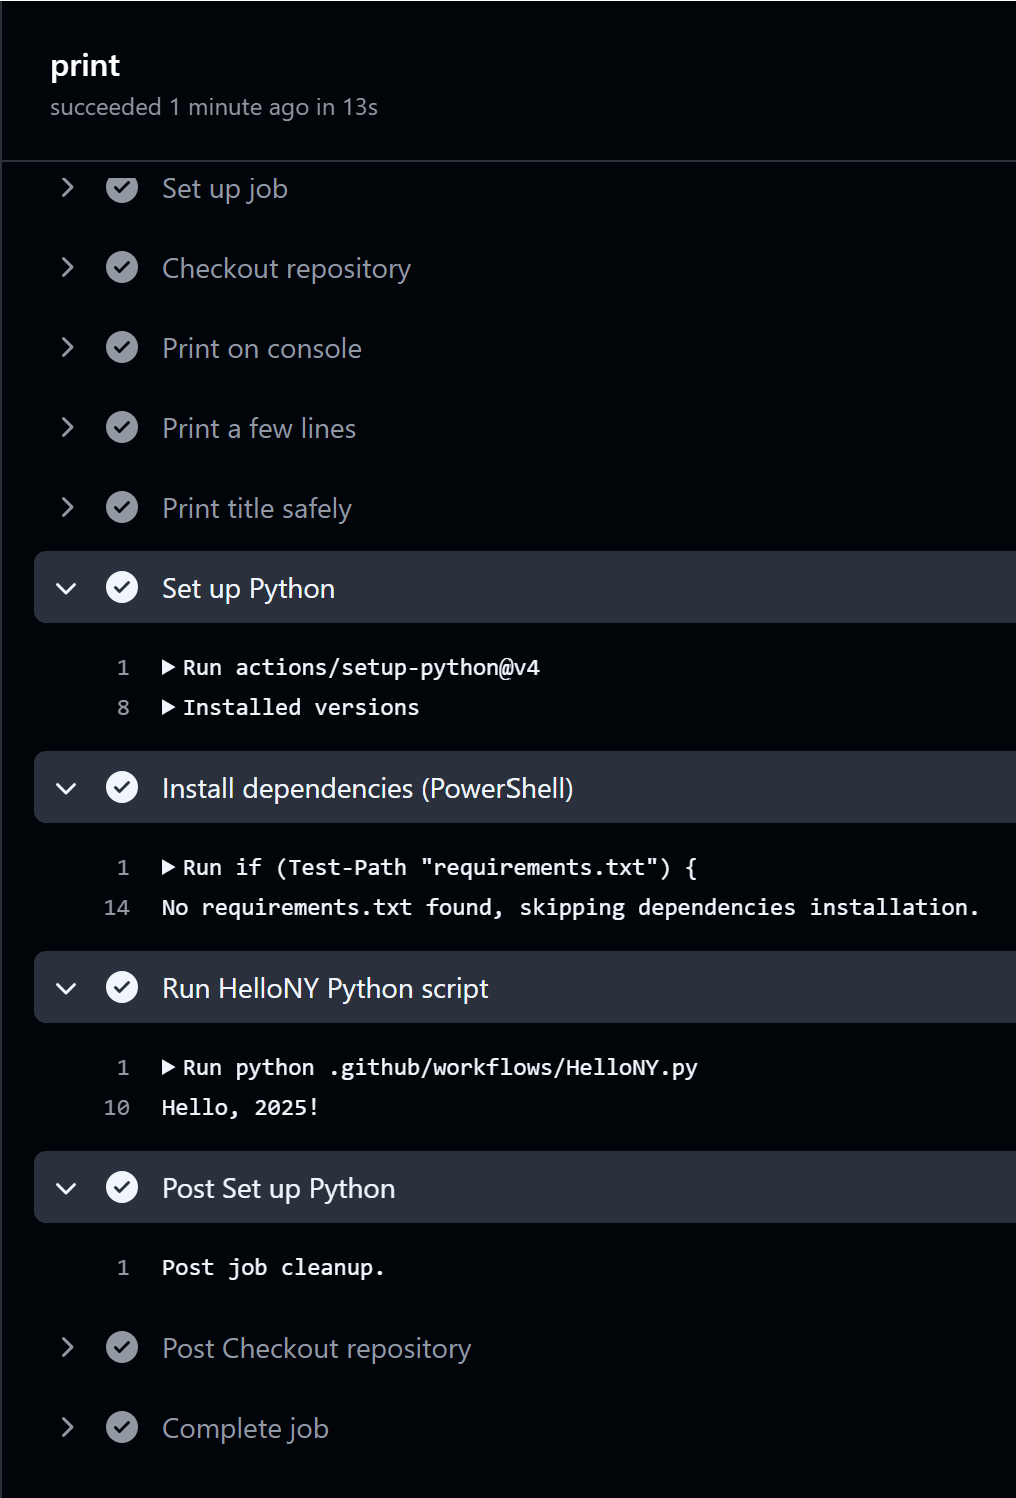 print
succeeded 1 minute ago in 13s
Set up job
Checkout repository
Print on console
Print a few lines
Print title safely
Set up Python
1 Run actions/setup-python@v4
8 Installed versions
Install dependencies (PowerShell)
1 Run if (Test-Path "requirements.txt") {
14 No requirements.txt found, skipping dependencies installation.
Run HelloNY Python script
1 Run python .github/workflows/HelloNY.py
10 Hello, 2025!
Post Set up Python
1 Post job cleanup.
Post Checkout repository
Complete job